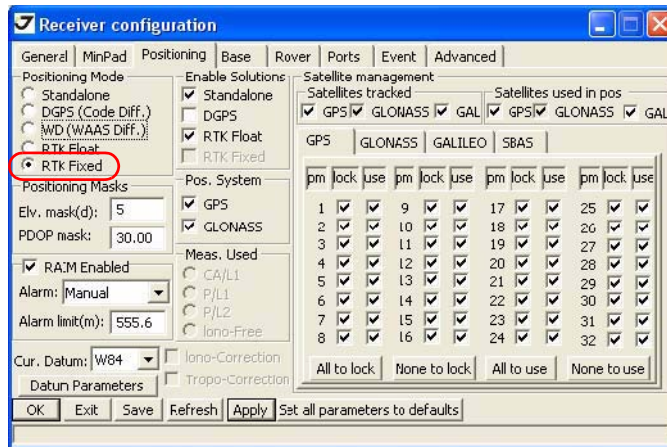 Receiver configuration
General MinPad Positioning Base Rover Ports Event Advanced
Positioning Mode
Standalone
DGPS (Code Diff.)
WD (WAAS Diff.)
RTK Float
RTK Fixed
Positioning Masks
Elv. mask(d): 5
PDOP mask: 30.00
RAIM Enabled
Alarm: Manual
Alarm limit(m): 555.6
Cur. Datum: W84
Datun Parameters
Enable Solutions
Standalone
DGPS
RTK Float
RTK Fixed
Pos. System
GPS
GLONASS
Meas. Used
CA/L1
P/L1
P/L2
Iono-Free
Iono-Correction
Tropo-Correction
Satellite management
Satellites tracked
GPS GLONASS GAL
Satellites used in pos
GPS GLONASS GAL
GPS GLONASS GALILEO SBAS
prn lock use prn lock use prn lock use prn lock use
1 9 17 25
2 10 18 26
3 11 19 27
4 12 20 28
5 13 21 29
6 14 22 30
7 15 23 31
8 16 24 32
All to lock None to lock All to use None to use
OK Exit Save Refresh Apply Set all parameters to defaults